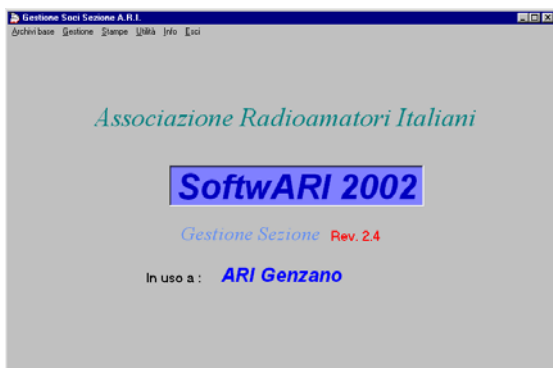 Gestione Soci Sezione A.R.I.
Archivi base Gestione Stampe Utilità Info Esci
Associazione Radioamatori Italiani
SoftwARI 2002
Gestione Sezione Rev. 2.4
In uso a : ARI Genzano